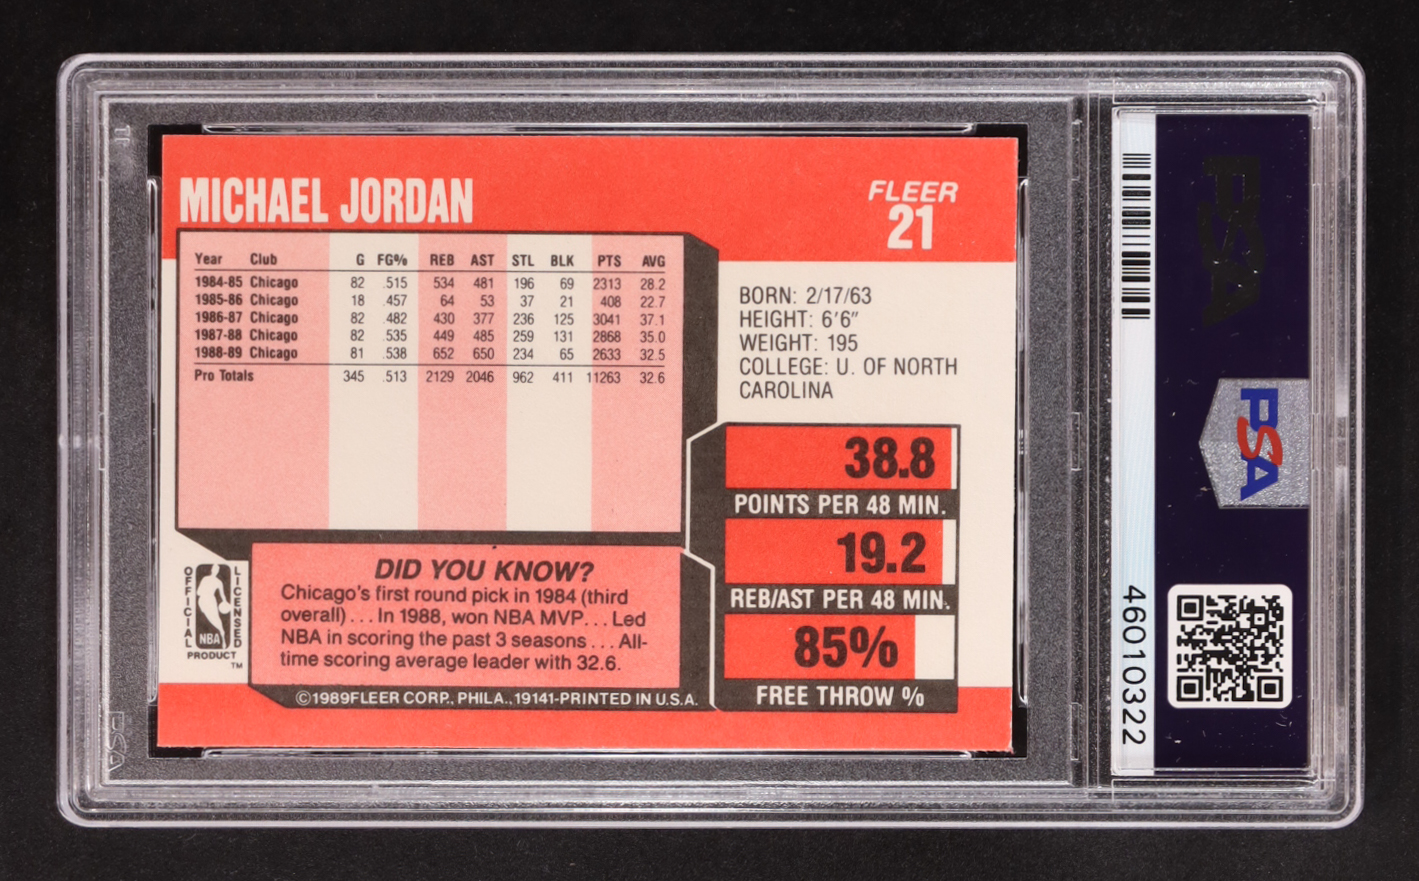 MICHAEL JORDAN
FLEER
21
Year Club G FG% REB AST STL BLK PTS AVG
1984-85 Chicago 82 .515 534 481 196 69 2313 28.2
1985-86 Chicago 18 .457 64 53 37 21 408 22.7
1986-87 Chicago 82 .482 430 377 236 125 3041 37.1
1987-88 Chicago 82 .535 449 485 259 131 2868 35.0
1988-89 Chicago 81 .538 652 650 234 65 2633 32.5
Pro Totals 345 .513 2129 2046 962 411 11263 32.6
BORN: 2/17/63
HEIGHT: 6'6"
WEIGHT: 195
COLLEGE: U. OF NORTH
CAROLINA
38.8
POINTS PER 48 MIN.
19.2
REB/AST PER 48 MIN.
85%
FREE THROW %
OFFICIAL LICENSED
NBA
PRODUCT
TM
DID YOU KNOW?
Chicago's first round pick in 1984 (third
overall)... In 1988, won NBA MVP... Led
NBA in scoring the past 3 seasons... All-
time scoring average leader with 32.6.
©1989FLEER CORP., PHILA., 19141-PRINTED IN U.S.A.
PSA
PSA
46010322
PSA